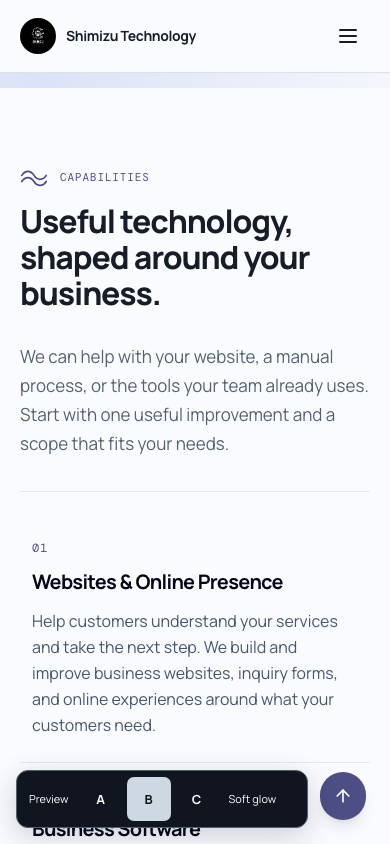 Shimizu Technology
CAPABILITIES
Useful technology,
shaped around your
business.
We can help with your website, a manual
process, or the tools your team already uses.
Start with one useful improvement and a
scope that fits your needs.
01
Websites & Online Presence
Help customers understand your services
and take the next step. We build and
improve business websites, inquiry forms,
and online experiences around what your
customers need.
Preview A B C Soft glow
Business Software